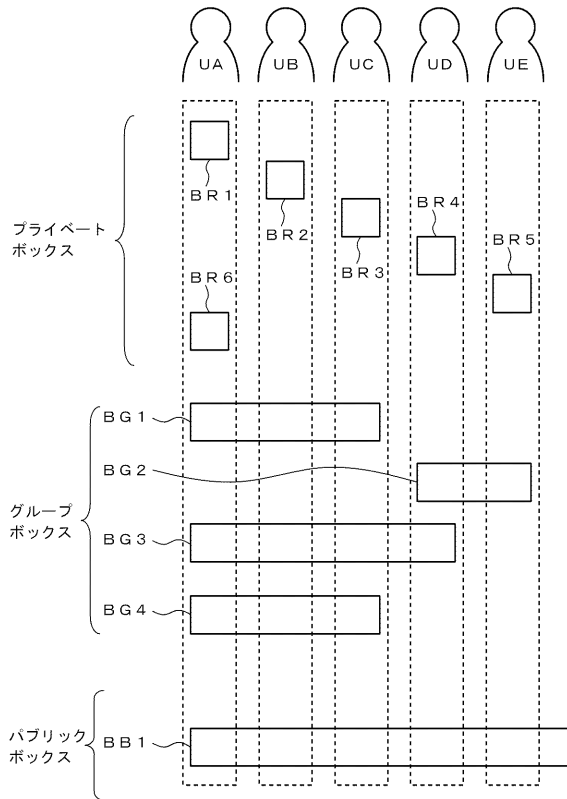 UA UB UC UD UE
BR1
BR2
BR3
BR4
BR5
BR6
プライベート
ボックス
BG1
BG2
BG3
BG4
グループ
ボックス
パブリック
ボックス
BB1